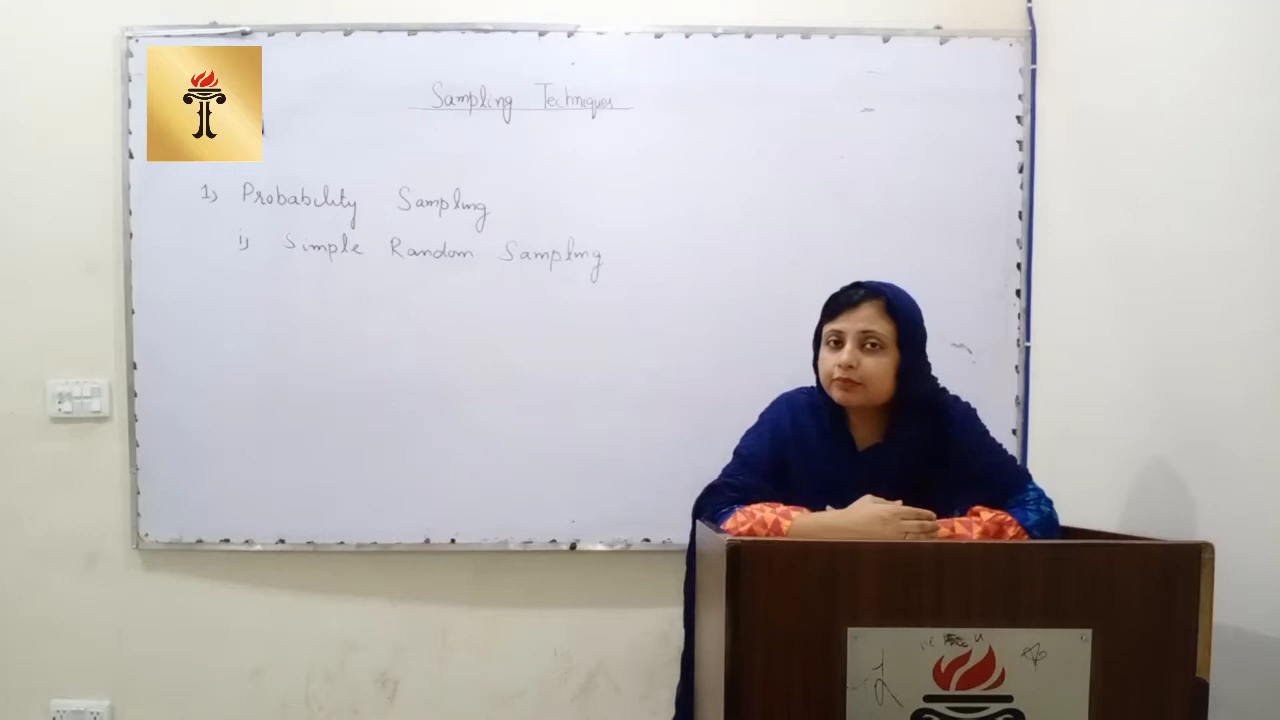 Sampling Techniques
1) Probability Sampling
i) Simple Random Sampling